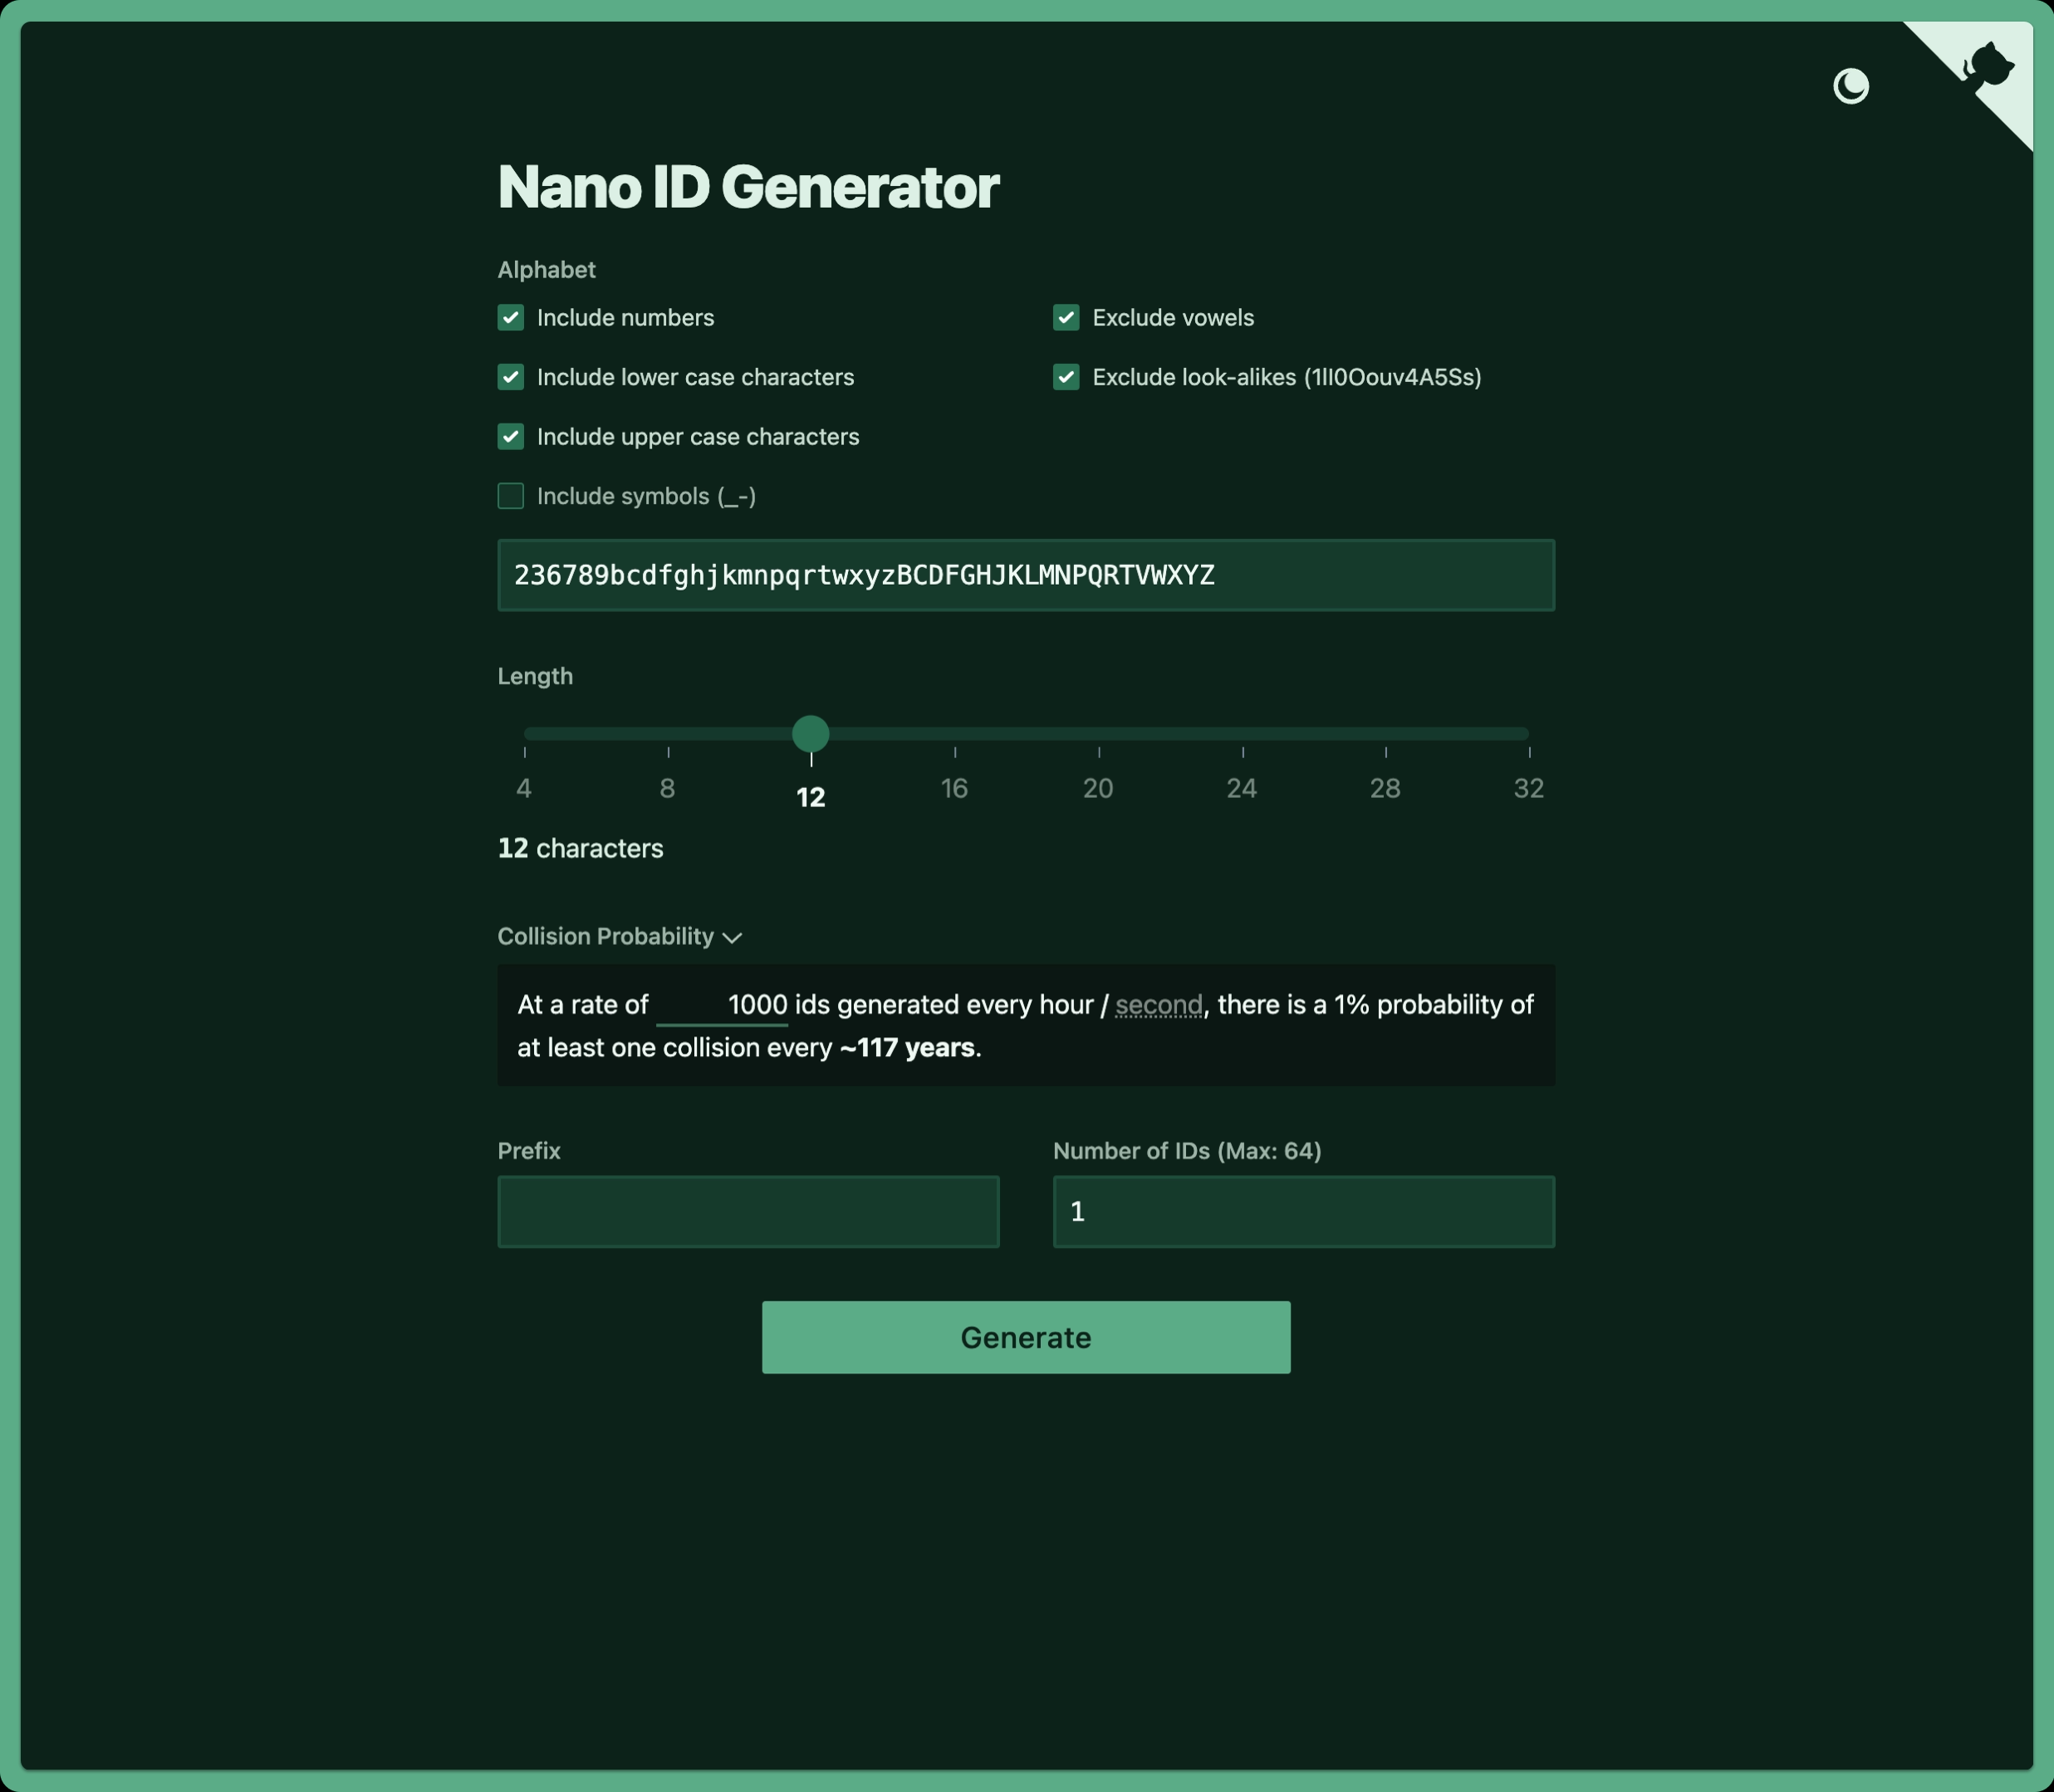 Nano ID Generator
Alphabet
Include numbers
Exclude vowels
Include lower case characters
Exclude look-alikes (1lI0Oouv4A5Ss)
Include upper case characters
Include symbols (_-)
236789bcdfghjkmnpqrtwxyzBCDFGHJKLMNPQRTVWXYZ
Length
4 8 12 16 20 24 28 32
12 characters
Collision Probability
At a rate of 1000 ids generated every hour / second, there is a 1% probability of
at least one collision every ~117 years.
Prefix
Number of IDs (Max: 64)
1
Generate